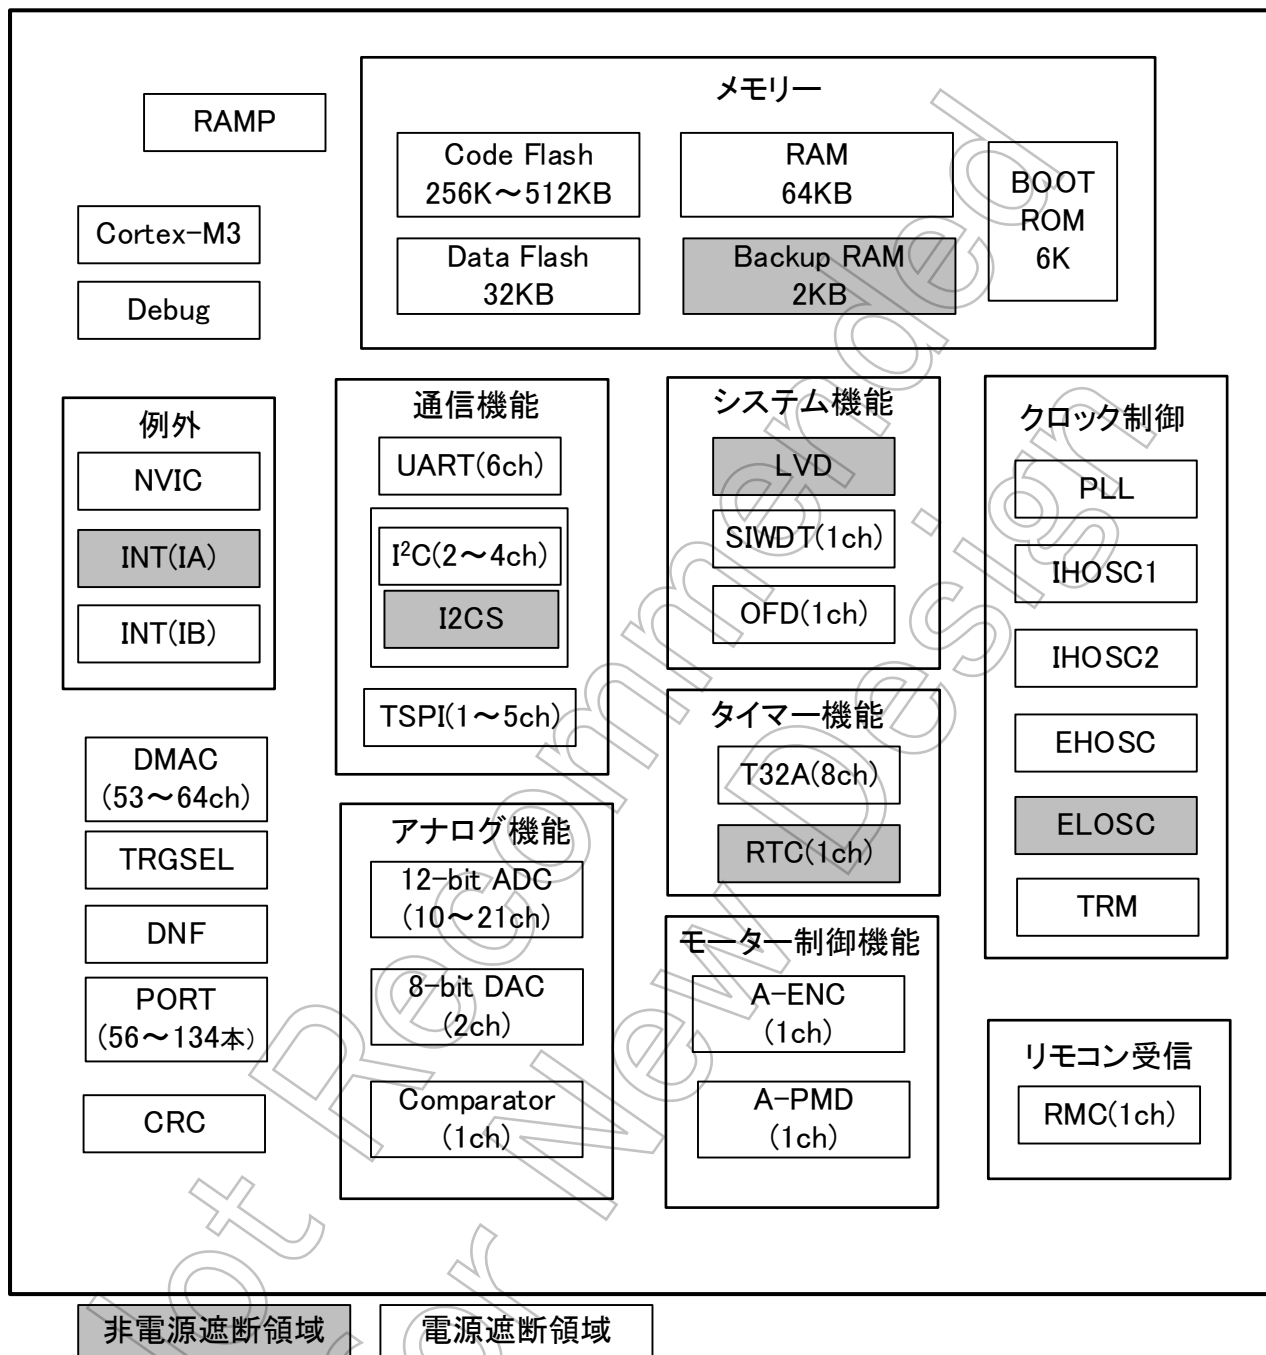 RAMP
Cortex-M3
Debug
メモリー
Code Flash
256K～512KB
RAM
64KB
Data Flash
32KB
Backup RAM
2KB
BOOT
ROM
6K
例外
NVIC
INT(IA)
INT(IB)
通信機能
UART(6ch)
I²C(2～4ch)
I2CS
TSPI(1～5ch)
システム機能
LVD
SIWDT(1ch)
OFD(1ch)
クロック制御
PLL
IHOSC1
IHOSC2
EHOSC
ELOSC
TRM
タイマー機能
T32A(8ch)
RTC(1ch)
DMAC
(53～64ch)
TRGSEL
DNF
PORT
(56～134本)
CRC
アナログ機能
12-bit ADC
(10～21ch)
8-bit DAC
(2ch)
Comparator
(1ch)
モーター制御機能
A-ENC
(1ch)
A-PMD
(1ch)
リモコン受信
RMC(1ch)
非電源遮断領域
電源遮断領域
Not Recommended
for New Design